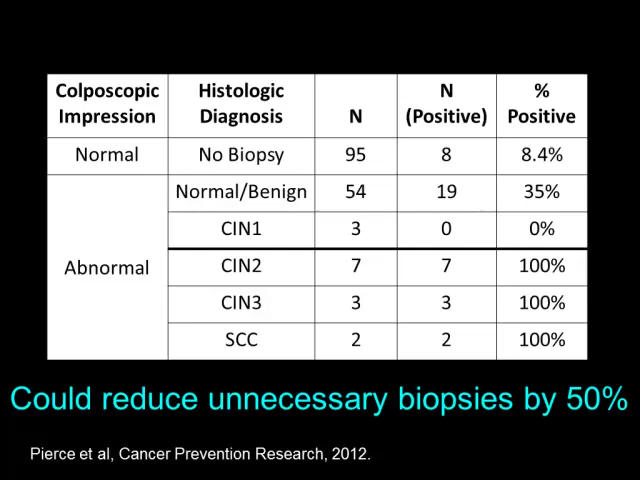 Colposcopic Impression Histologic Diagnosis N N (Positive) % Positive
Normal No Biopsy 95 8 8.4%
Abnormal Normal/Benign 54 19 35%
CIN1 3 0 0%
CIN2 7 7 100%
CIN3 3 3 100%
SCC 2 2 100%
Could reduce unnecessary biopsies by 50%
Pierce et al, Cancer Prevention Research, 2012.